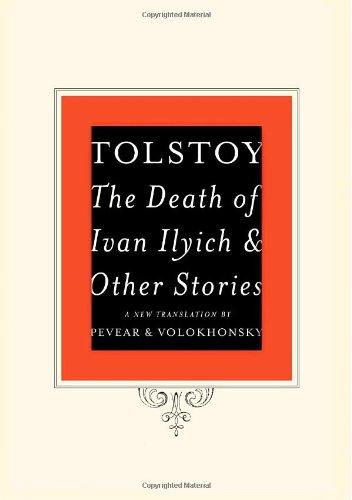 TOLSTOY
The Death of
Ivan Ilyich &
Other Stories
A NEW TRANSLATION BY
PEVEAR & VOLOKHONSKY